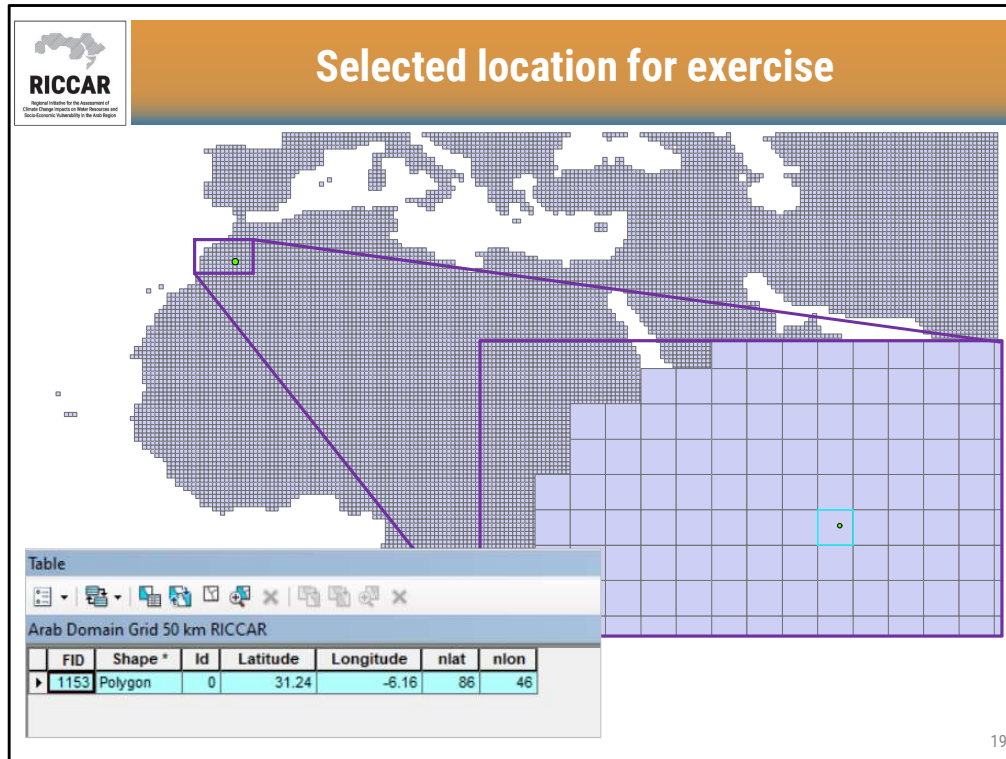 RICCAR
Regional Initiative for the Assessment of
Climate Change Impacts on Water Resources and
Socio-Economic Vulnerability in the Arab Region
Selected location for exercise
Table
Arab Domain Grid 50 km RICCAR
FID Shape * Id Latitude Longitude nlat nlon
1153 Polygon 0 31.24 -6.16 86 46
19